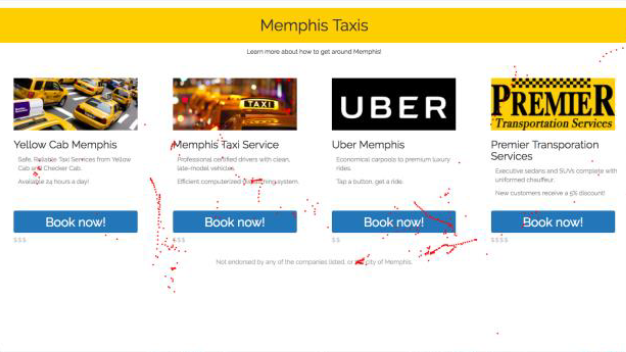 Memphis Taxis
Learn more about how to get around Memphis!
Yellow Cab Memphis
Safe, Reliable Taxi Services from Yellow
Cab and Checker Cab.
Available 24 hours a day!
Book now!
$$$
TAXI
Memphis Taxi Service
Professional certified drivers with clean,
late-model vehicles.
Efficient computerized system.
Book now!
$$$
UBER
Uber Memphis
Economical carpools to premium luxury
rides.
Tap a button, get a ride.
Book now!
$$
PREMIER
Transportation Services
Premier Transporation
Services
Executive sedans and SUVs complete with
uniformed chauffeur.
New customers receive a 5% discount!
Book now!
$$$$
Not endorsed by any of the companies listed, or the city of Memphis.